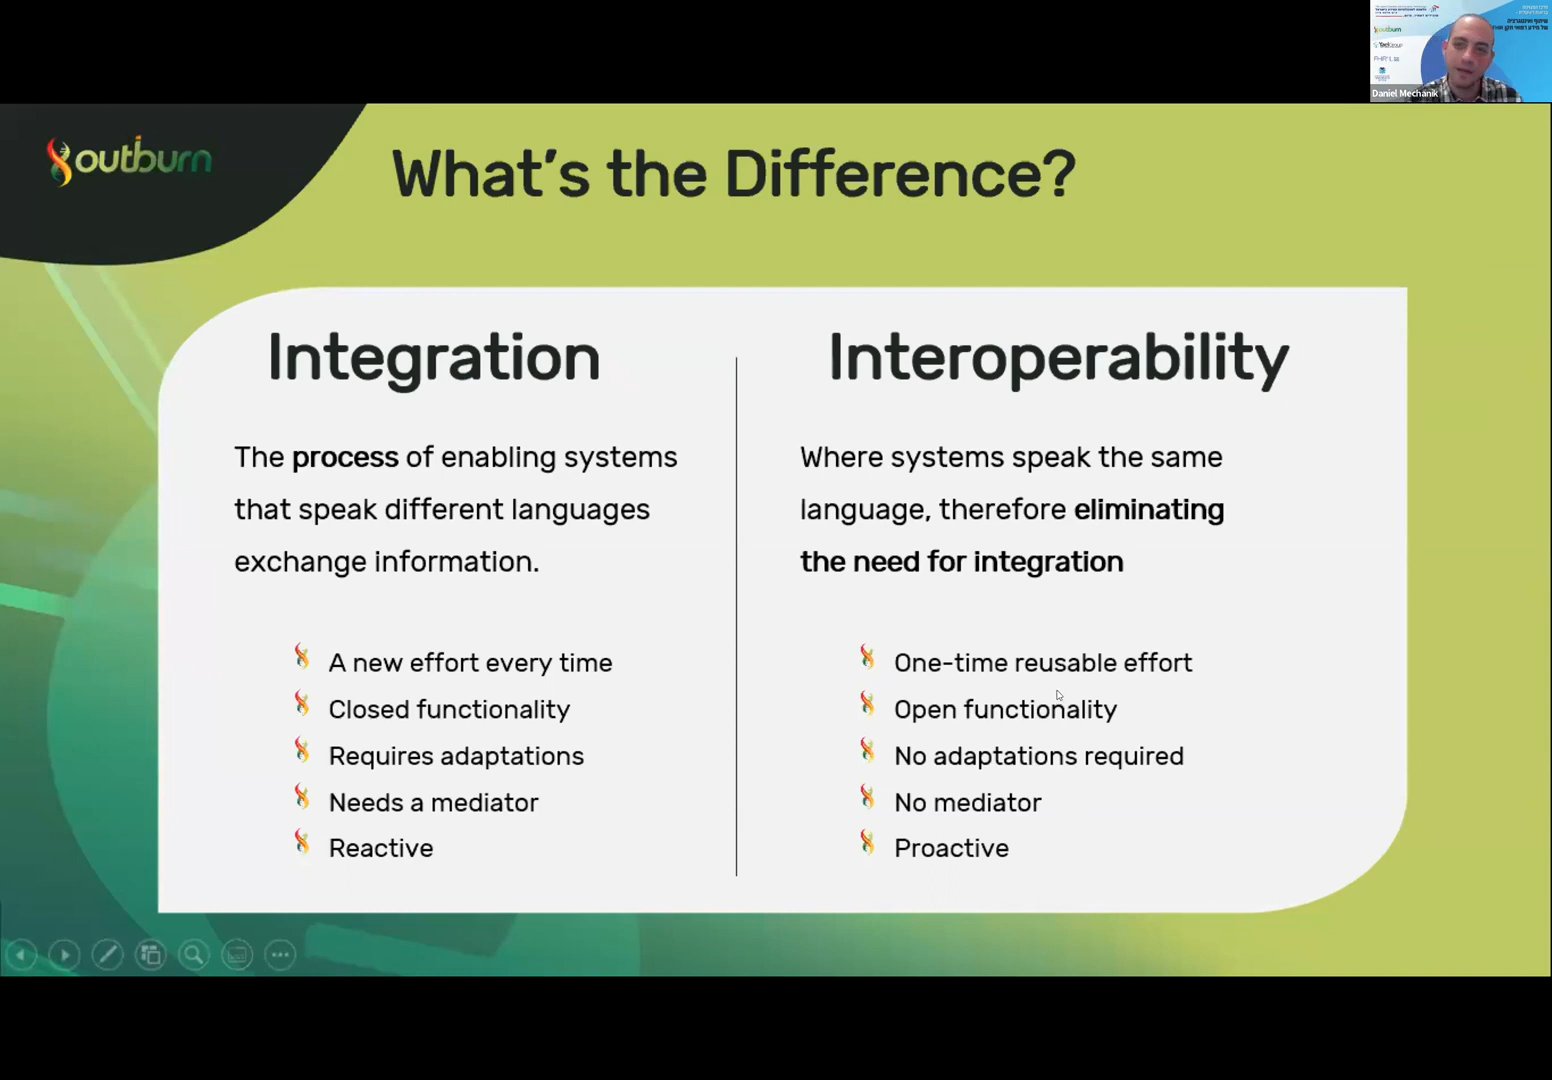 outburn
Daniel Mechanik
outburn
What's the Difference?
Integration
The process of enabling systems
that speak different languages
exchange information.
A new effort every time
Closed functionality
Requires adaptations
Needs a mediator
Reactive
Interoperability
Where systems speak the same
language, therefore eliminating
the need for integration
One-time reusable effort
Open functionality
No adaptations required
No mediator
Proactive